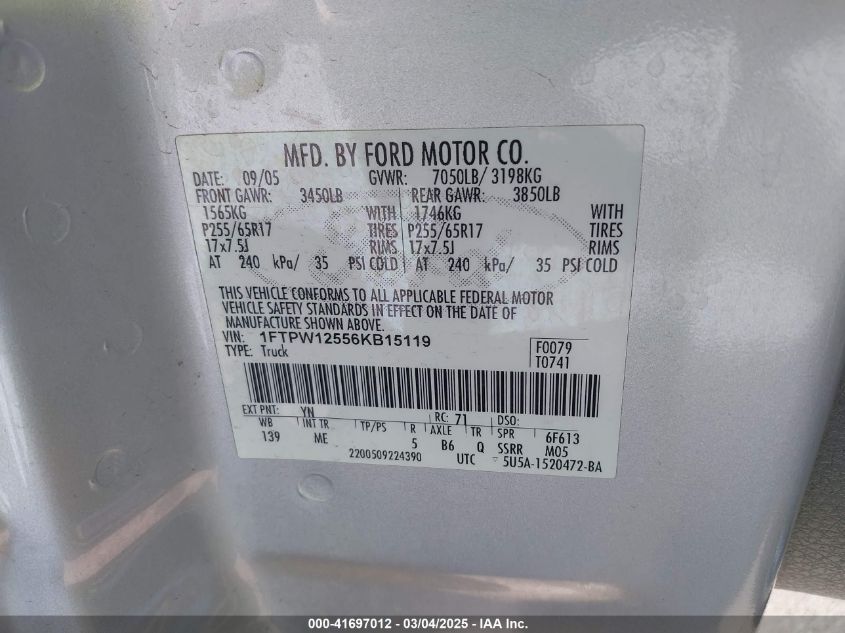 MFD. BY FORD MOTOR CO.
DATE: 09/05 GVWR: 7050LB/ 3198KG
FRONT GAWR: 3450LB REAR GAWR: 3850LB
1565KG WITH 1746KG WITH
P255/65R17 TIRES P255/65R17 TIRES
17x7.5J RIMS 17x7.5J RIMS
AT 240 kPa/ 35 PSI COLD AT 240 kPa/ 35 PSI COLD
THIS VEHICLE CONFORMS TO ALL APPLICABLE FEDERAL MOTOR
VEHICLE SAFETY STANDARDS IN EFFECT ON THE DATE OF
MANUFACTURE SHOWN ABOVE.
VIN: 1FTPW12556KB15119 F0079
TYPE: Truck T0741
EXT PNT: YN RC: 71 DSO:
WB INT TR TP/PS R AXLE TR SPR 6F613
139 ME 5 B6 Q SSRR M05
2200509224390 UTC 5U5A-1520472-BA
000-41697012 - 03/04/2025 - IAA Inc.